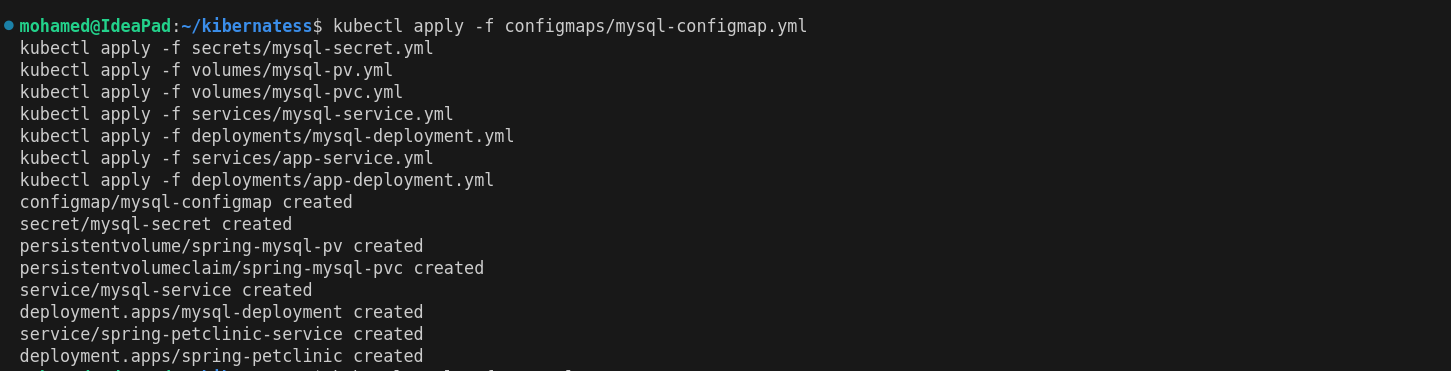 mohamed@IdeaPad:~/kibernatess$ kubectl apply -f configmaps/mysql-configmap.yml
kubectl apply -f secrets/mysql-secret.yml
kubectl apply -f volumes/mysql-pv.yml
kubectl apply -f volumes/mysql-pvc.yml
kubectl apply -f services/mysql-service.yml
kubectl apply -f deployments/mysql-deployment.yml
kubectl apply -f services/app-service.yml
kubectl apply -f deployments/app-deployment.yml
configmap/mysql-configmap created
secret/mysql-secret created
persistentvolume/spring-mysql-pv created
persistentvolumeclaim/spring-mysql-pvc created
service/mysql-service created
deployment.apps/mysql-deployment created
service/spring-petclinic-service created
deployment.apps/spring-petclinic created